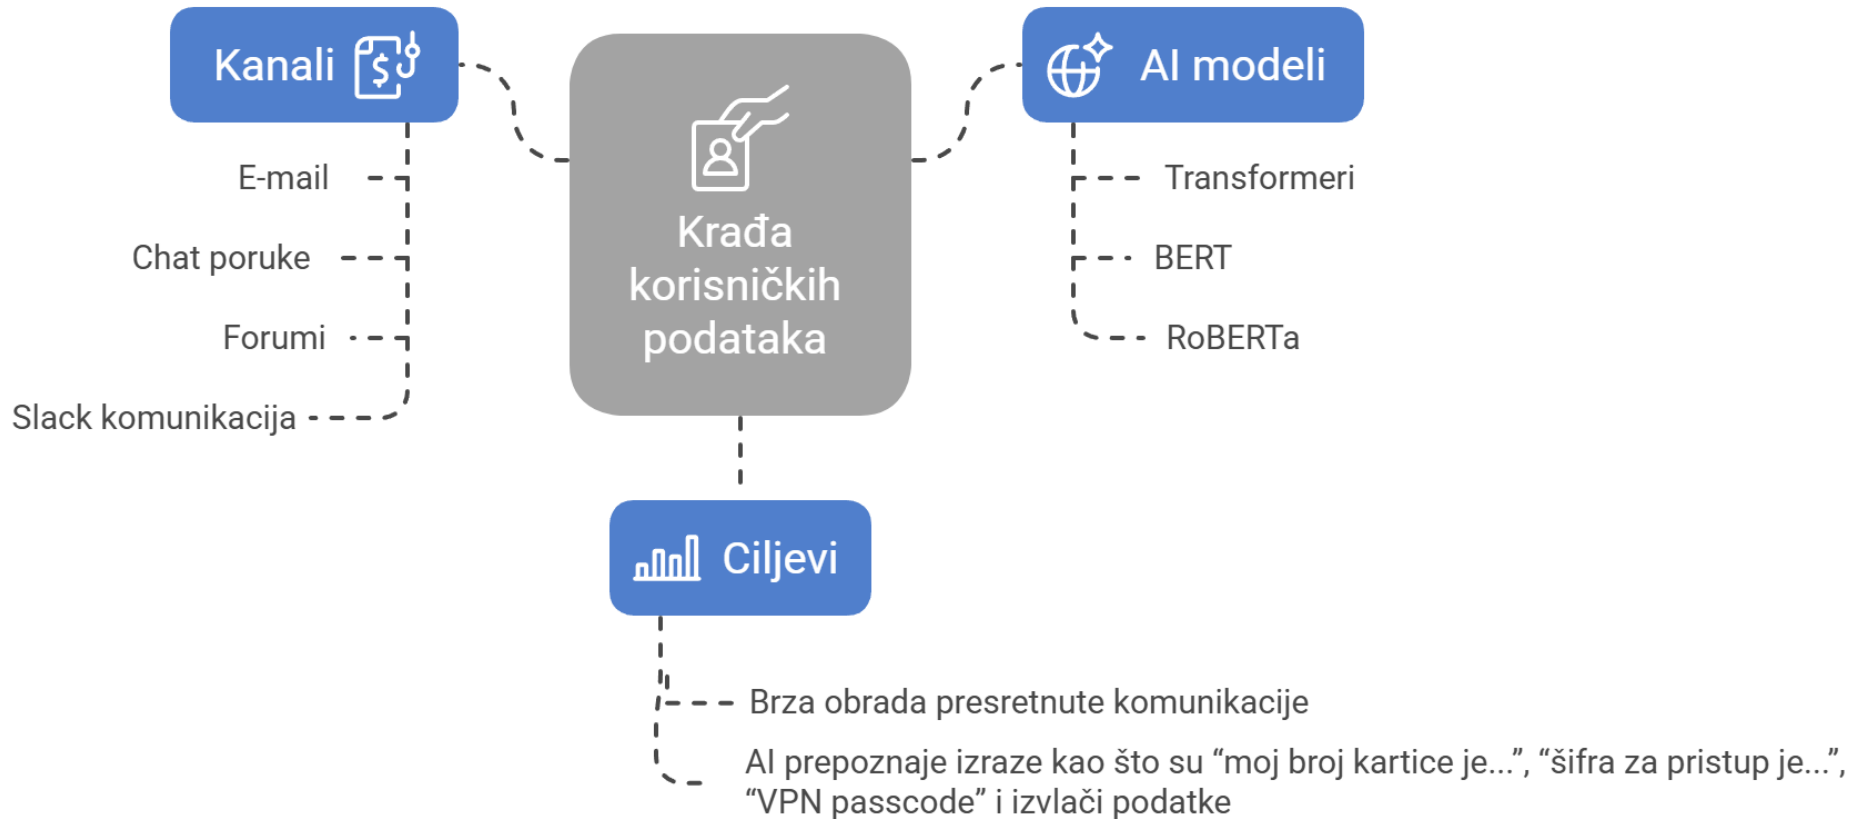 Kanali
E-mail
Chat poruke
Forumi
Slack komunikacija
Krađa
korisničkih
podataka
AI modeli
Transformeri
BERT
RoBERTa
Ciljevi
Brza obrada presretnute komunikacije
AI prepoznaje izraze kao što su “moj broj kartice je...”, “šifra za pristup je...”,
“VPN passcode” i izvlači podatke